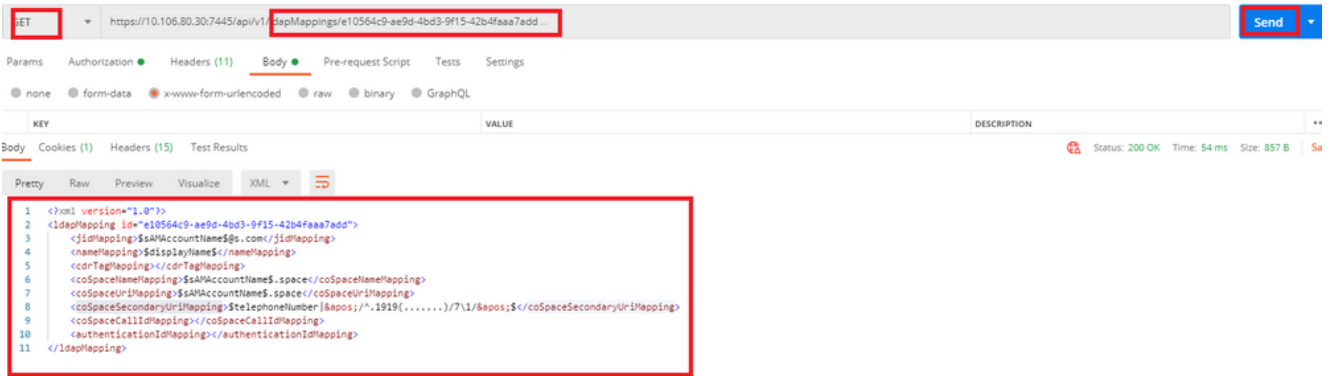 GET https://10.106.80.30:7445/api/v1/ldapMappings/e10564c9-ae9d-4bd3-9f15-42b4faaa7add ... Send
Params Authorization Headers (11) Body Pre-request Script Tests Settings
none form-data x-www-form-urlencoded raw binary GraphQL
KEY VALUE DESCRIPTION
Body Cookies (1) Headers (15) Test Results Status: 200 OK Time: 54 ms Size: 857 B Sa
Pretty Raw Preview Visualize XML
1 <?xml version="1.0"?>
2 <ldapMapping id="e10564c9-ae9d-4bd3-9f15-42b4faaa7add">
3 <jidMapping>$sAMAccountName$@s.com</jidMapping>
4 <nameMapping>$displayName$</nameMapping>
5 <cdrTagMapping></cdrTagMapping>
6 <coSpaceNameMapping>$sAMAccountName$.space</coSpaceNameMapping>
7 <coSpaceUriMapping>$sAMAccountName$.space</coSpaceUriMapping>
8 <coSpaceSecondaryUriMapping>$telephoneNumber|&apos;/^.1919(.......)/7\1/&apos;$</coSpaceSecondaryUriMapping>
9 <coSpaceCallIdMapping></coSpaceCallIdMapping>
10 <authenticationIdMapping></authenticationIdMapping>
11 </ldapMapping>